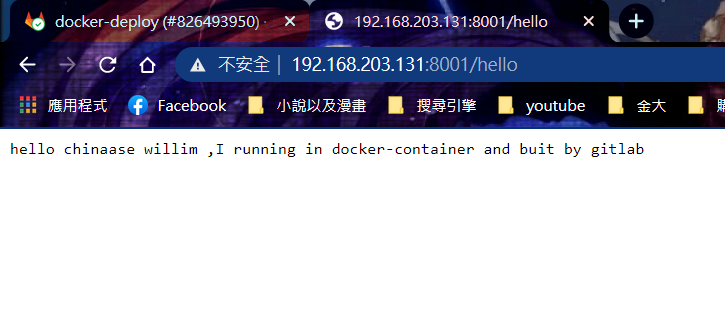 docker-deploy (#826493950)
192.168.203.131:8001/hello
不安全 192.168.203.131:8001/hello
應用程式 Facebook 小說以及漫畫 搜尋引擎 youtube 金大
hello chinaase willim ,I running in docker-container and buit by gitlab